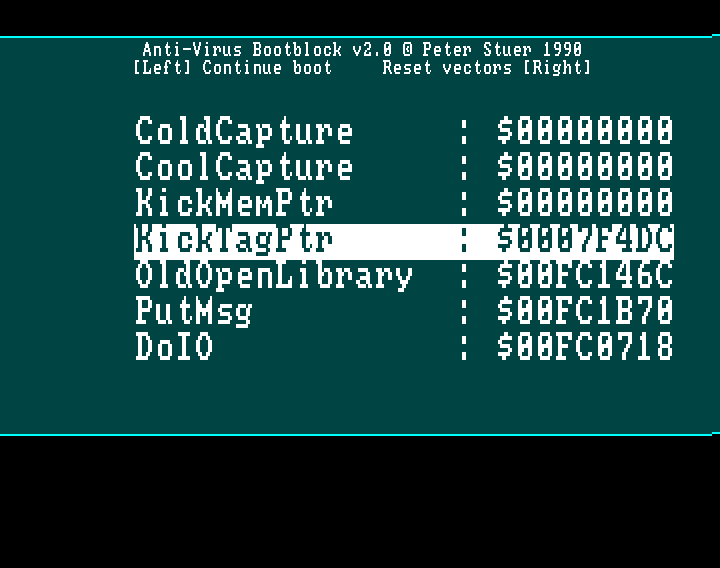 Anti-Virus Bootblock v2.0 @ Peter Stuer 1990
[Left] Continue boot Reset vectors [Right]
ColdCapture : $00000000
CoolCapture : $00000000
KickMemPtr : $00000000
KickTagPtr : $0007F4DC
OldOpenLibrary : $00FC146C
PutMsg : $00FC1B70
DoIO : $00FC0718